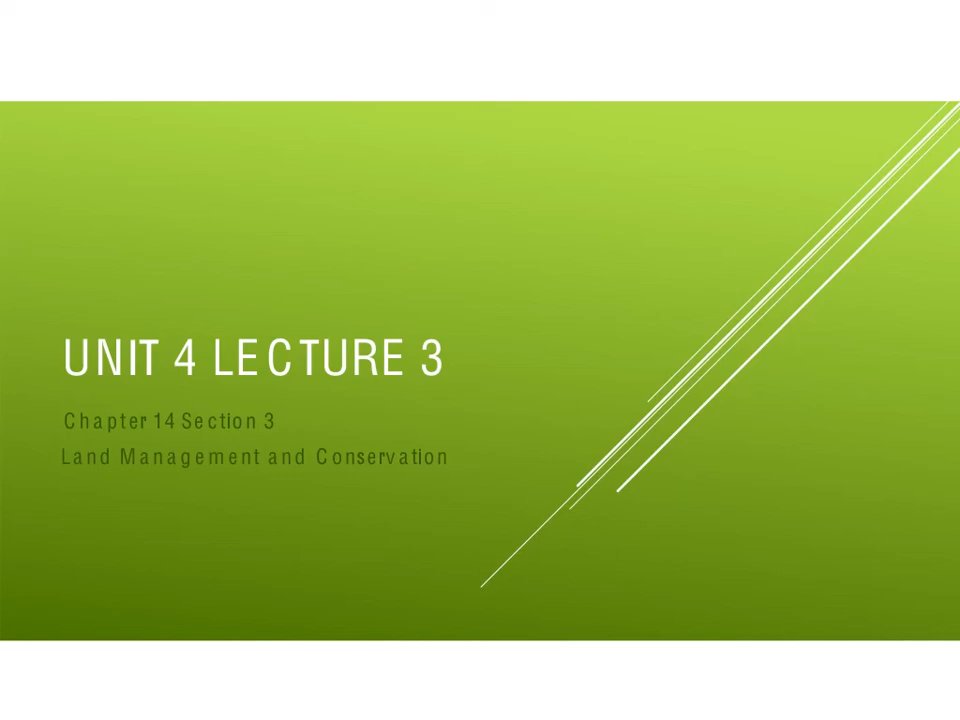 UNIT 4 LECTURE 3
Chapter 14 Section 3
Land Management and Conservation